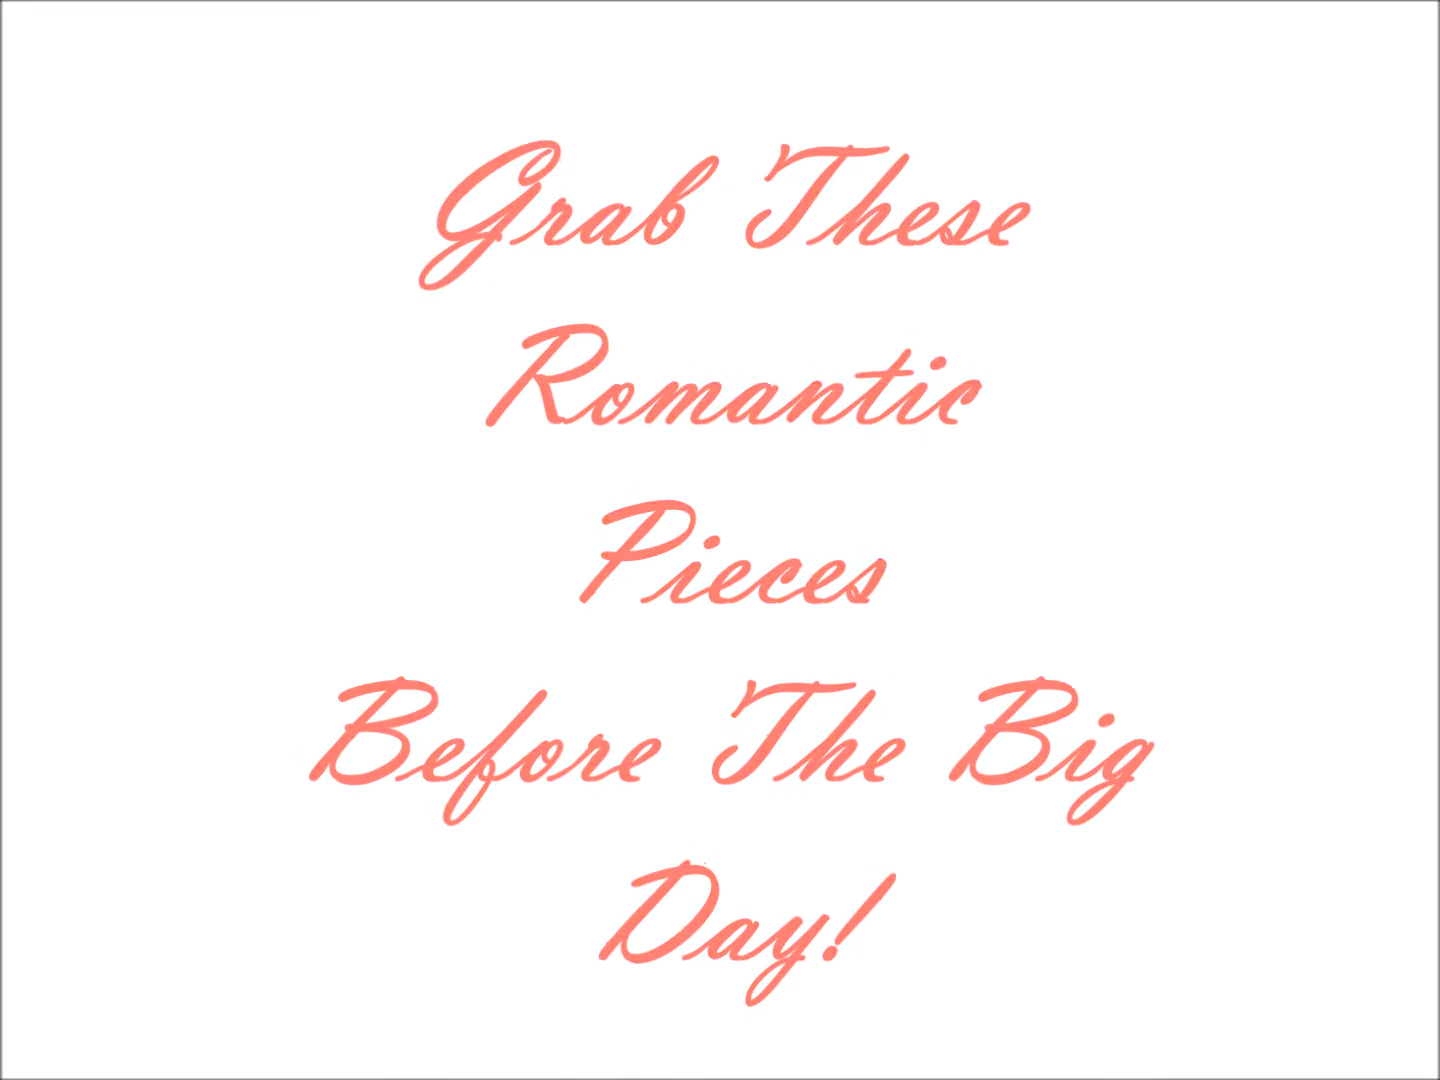 Grab These
Romantic
Pieces
Before The Big
Day!